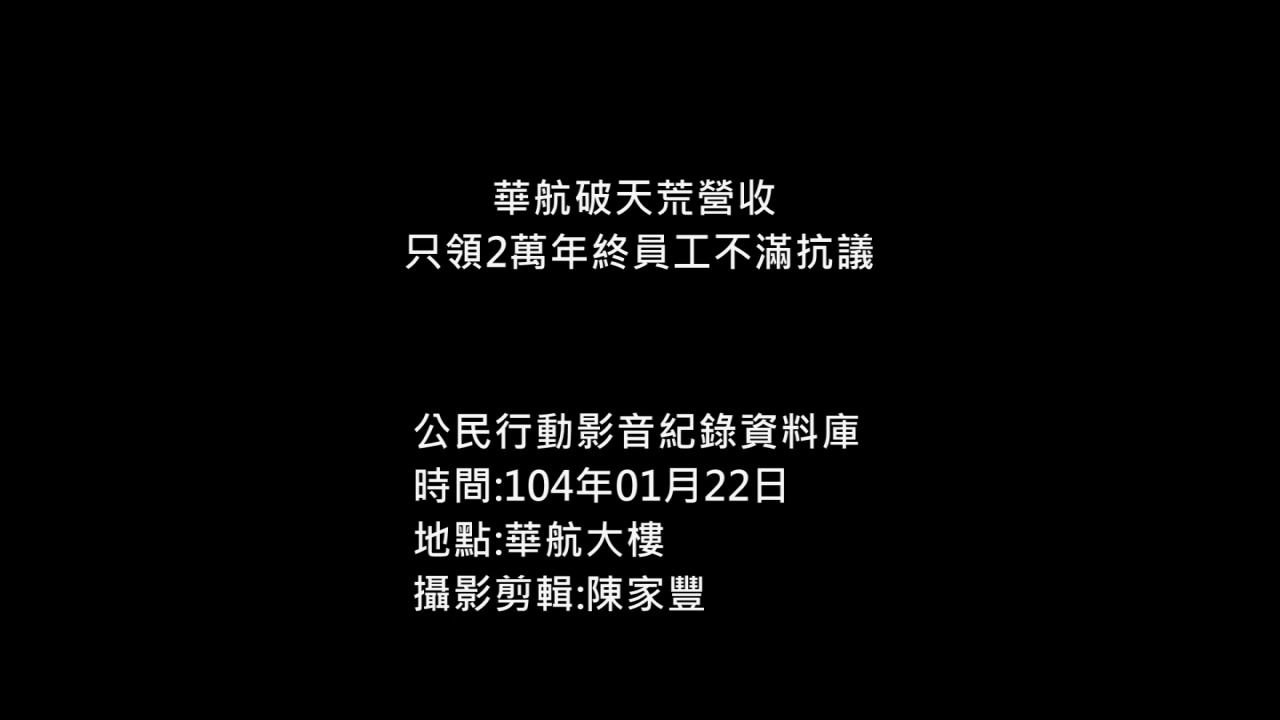 華航破天荒營收
只領2萬年終員工不滿抗議
公民行動影音紀錄資料庫
時間:104年01月22日
地點:華航大樓
攝影剪輯:陳家豐